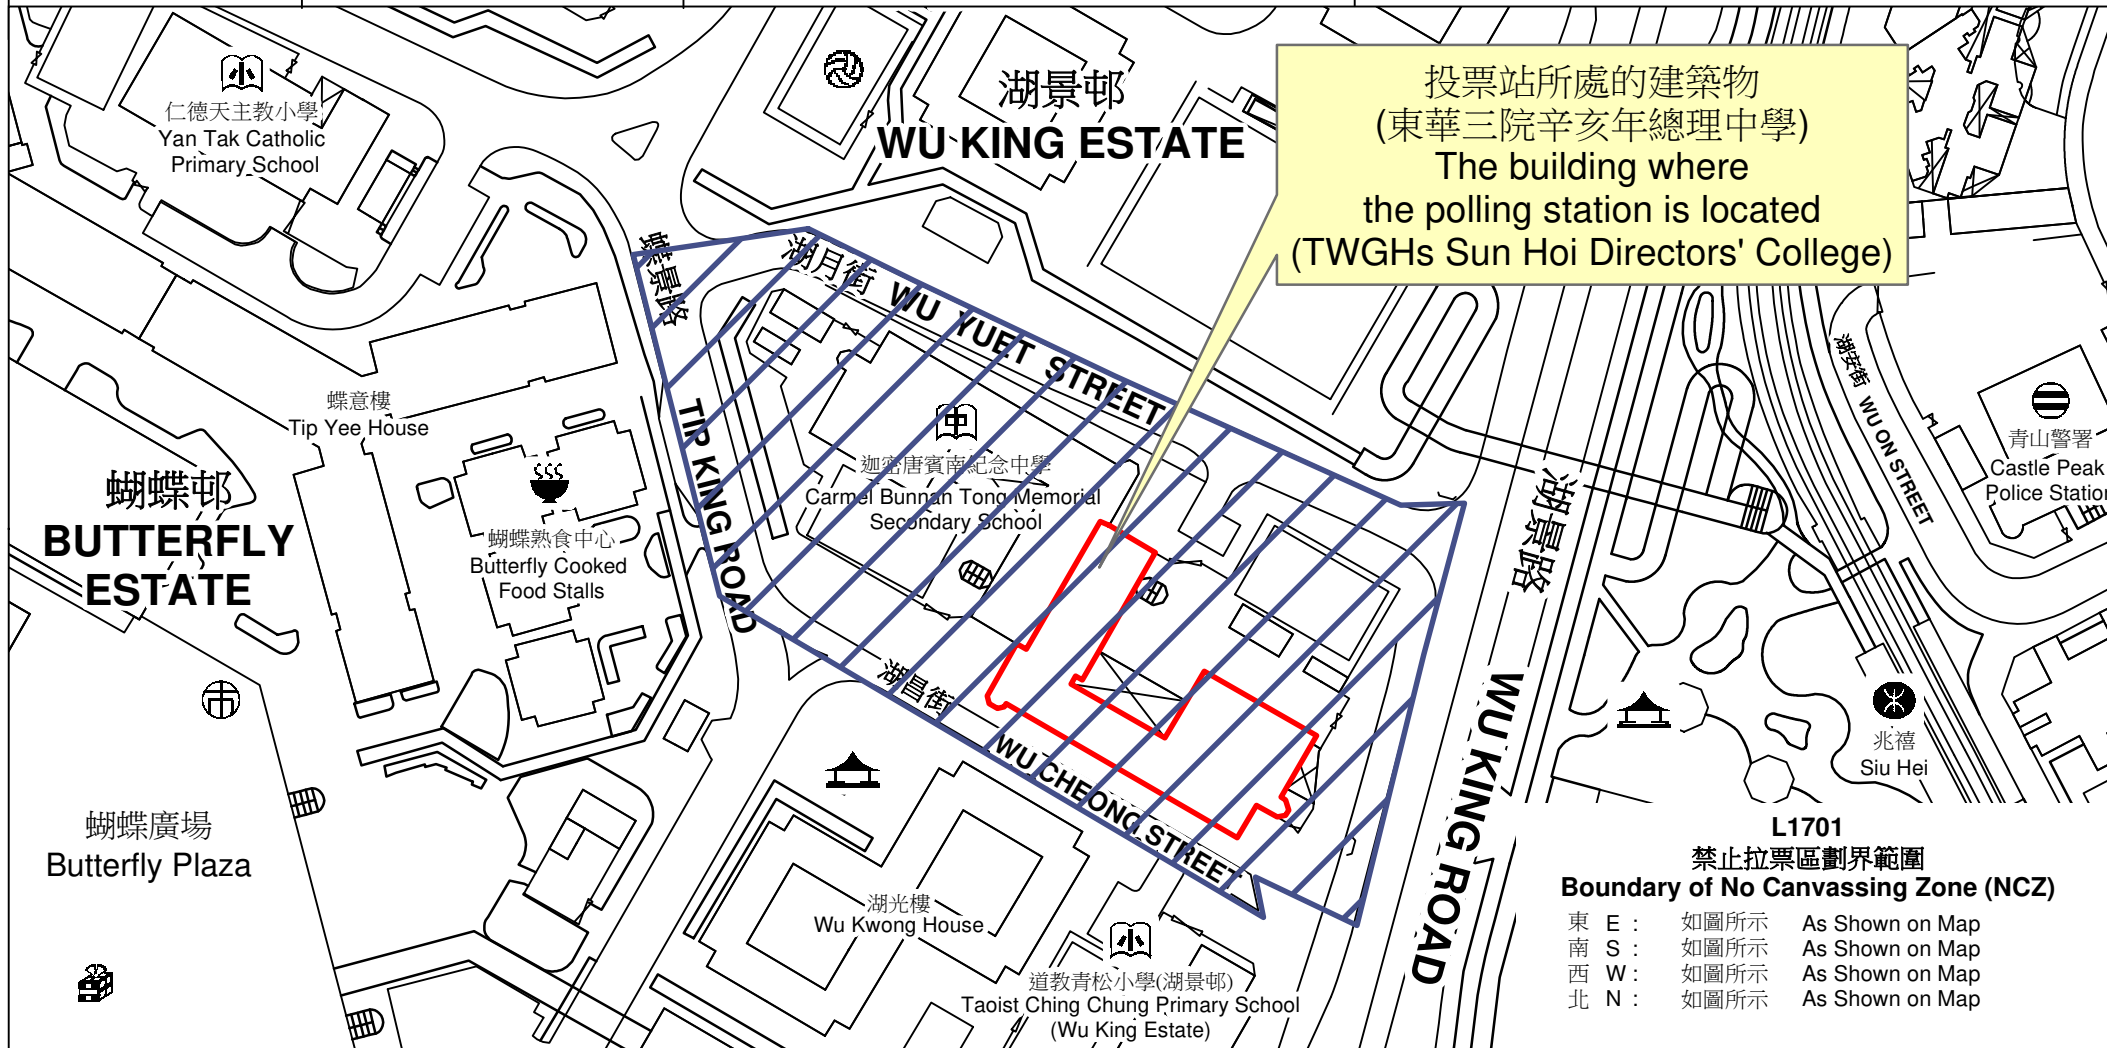 仁德天主教小學
Yan Tak Catholic
Primary School
湖景邨
WU KING ESTATE
投票站所處的建築物
(東華三院辛亥年總理中學)
The building where
the polling station is located
(TWGHs Sun Hoi Directors' College)
蝶景路
TIP KING ROAD
湖月街 WU YUET STREET
蝶意樓
Tip Yee House
蝴蝶邨
BUTTERFLY
ESTATE
蝴蝶熟食中心
Butterfly Cooked
Food Stalls
迦密唐賓南紀念中學
Carmel Bunnan Tong Memorial
Secondary School
湖昌街
WU CHEONG STREET
湖景路
WU KING ROAD
湖安街 WU ON STREET
青山警署
Castle Peak
Police Station
兆禧
Siu Hei
蝴蝶廣場
Butterfly Plaza
湖光樓
Wu Kwong House
道教青松小學(湖景邨)
Taoist Ching Chung Primary School
(Wu King Estate)
L1701
禁止拉票區劃界範圍
Boundary of No Canvassing Zone (NCZ)
東 E : 如圖所示 As Shown on Map
南 S : 如圖所示 As Shown on Map
西 W : 如圖所示 As Shown on Map
北 N : 如圖所示 As Shown on Map